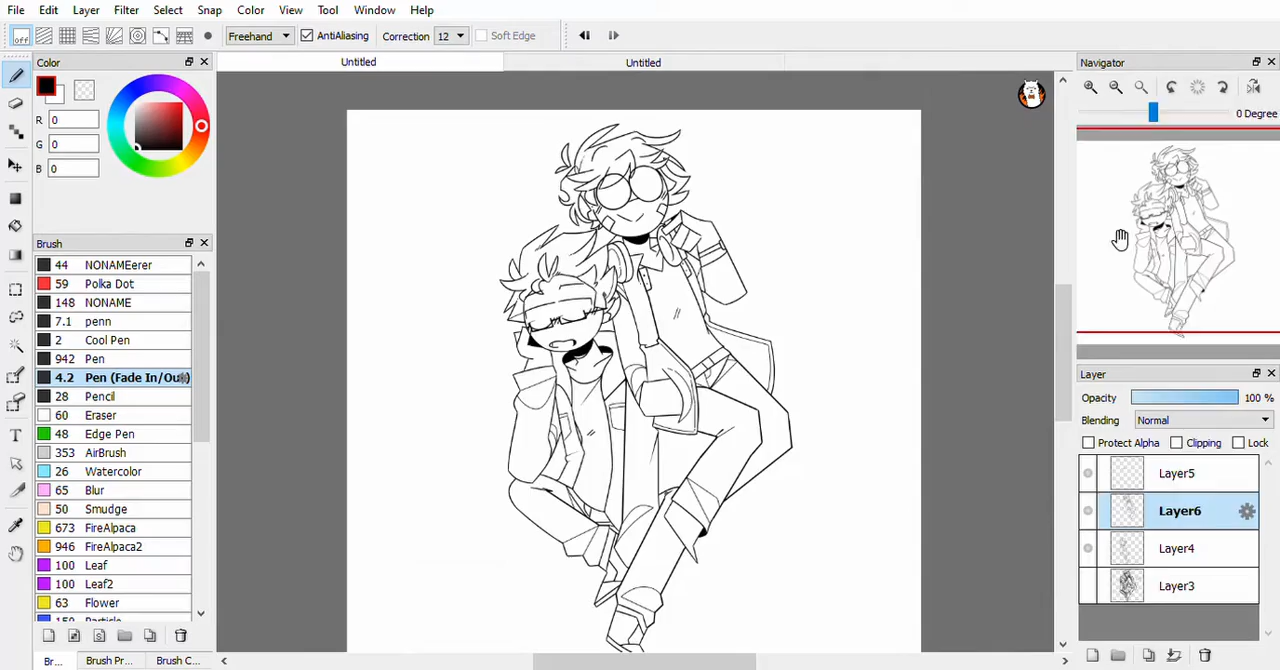 File Edit Layer Filter Select Snap Color View Tool Window Help
off Freehand AntiAliasing Correction 12 Soft Edge
Untitled Untitled
Color
R 0
G 0
B 0
Brush
44 NONAMEerer
59 Polka Dot
148 NONAME
7.1 penn
2 Cool Pen
942 Pen
4.2 Pen (Fade In/Out)
28 Pencil
60 Eraser
48 Edge Pen
353 AirBrush
26 Watercolor
65 Blur
50 Smudge
673 FireAlpaca
946 FireAlpaca2
100 Leaf
100 Leaf2
63 Flower
Br... Brush Pr... Brush C...
Navigator
0 Degree
Layer
Opacity 100 %
Blending Normal
Protect Alpha Clipping Lock
Layer5
Layer6
Layer4
Layer3